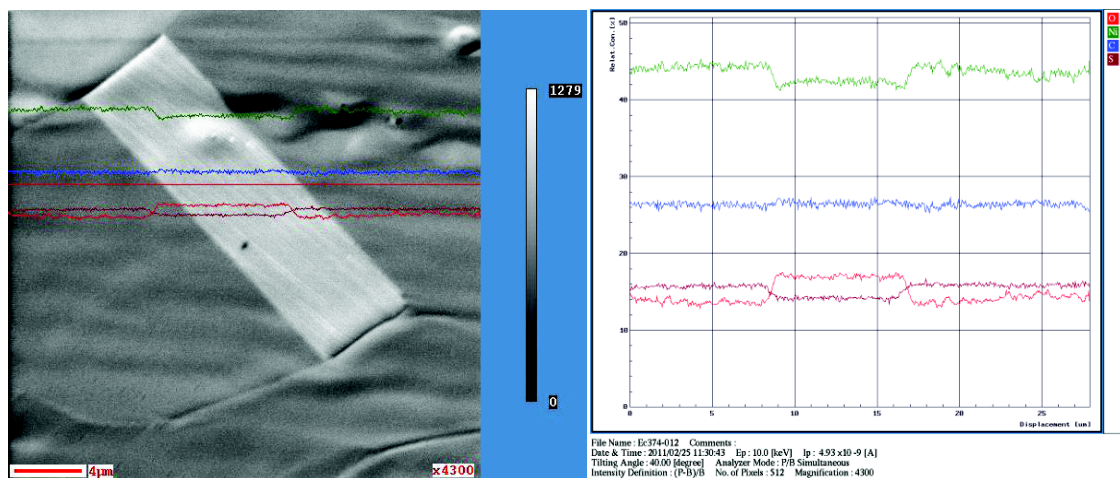 1279
0
4μm
x4300
Relat.Con.[%]
50
40
30
20
10
0
0
5
10
15
20
25
Displacement [um]
O
Ni
C
S
File Name : Ec374-012 Comments :
Date & Time : 2011/02/25 11:30:43 Ep : 10.0 [keV] Ip : 4.93 x10 -9 [A]
Tilting Angle : 40.00 [degree] Analyzer Mode : P/B Simultaneous
Intensity Definition : (P-B)/B No. of Pixels : 512 Magnification : 4300